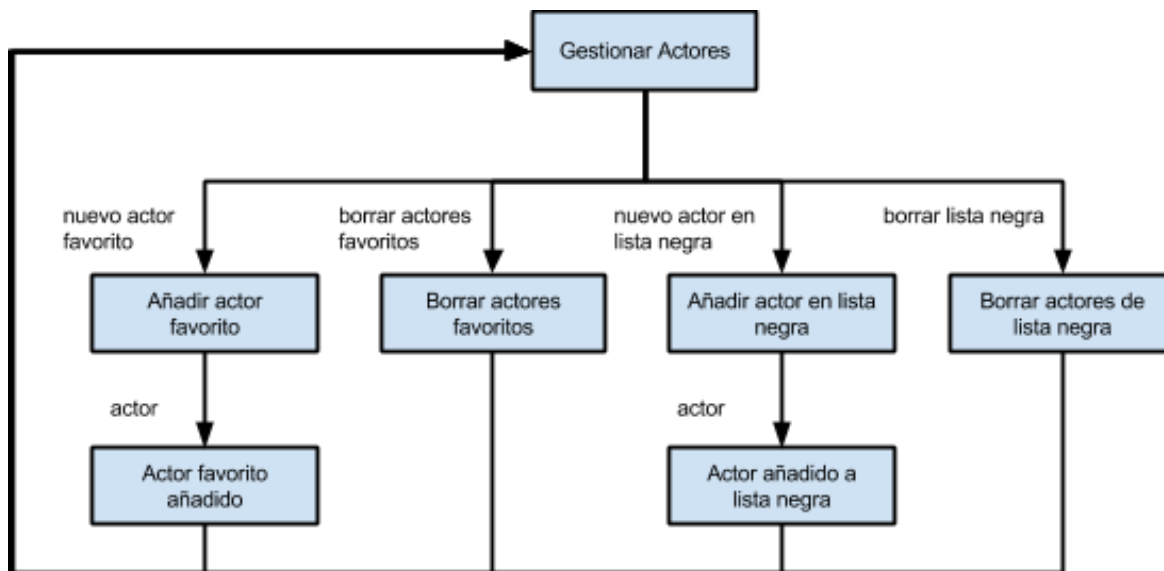 Gestionar Actores
nuevo actor
favorito
borrar actores
favoritos
nuevo actor en
lista negra
borrar lista negra
Añadir actor
favorito
Borrar actores
favoritos
Añadir actor en lista
negra
Borrar actores de
lista negra
actor
actor
Actor favorito
añadido
Actor añadido a
lista negra